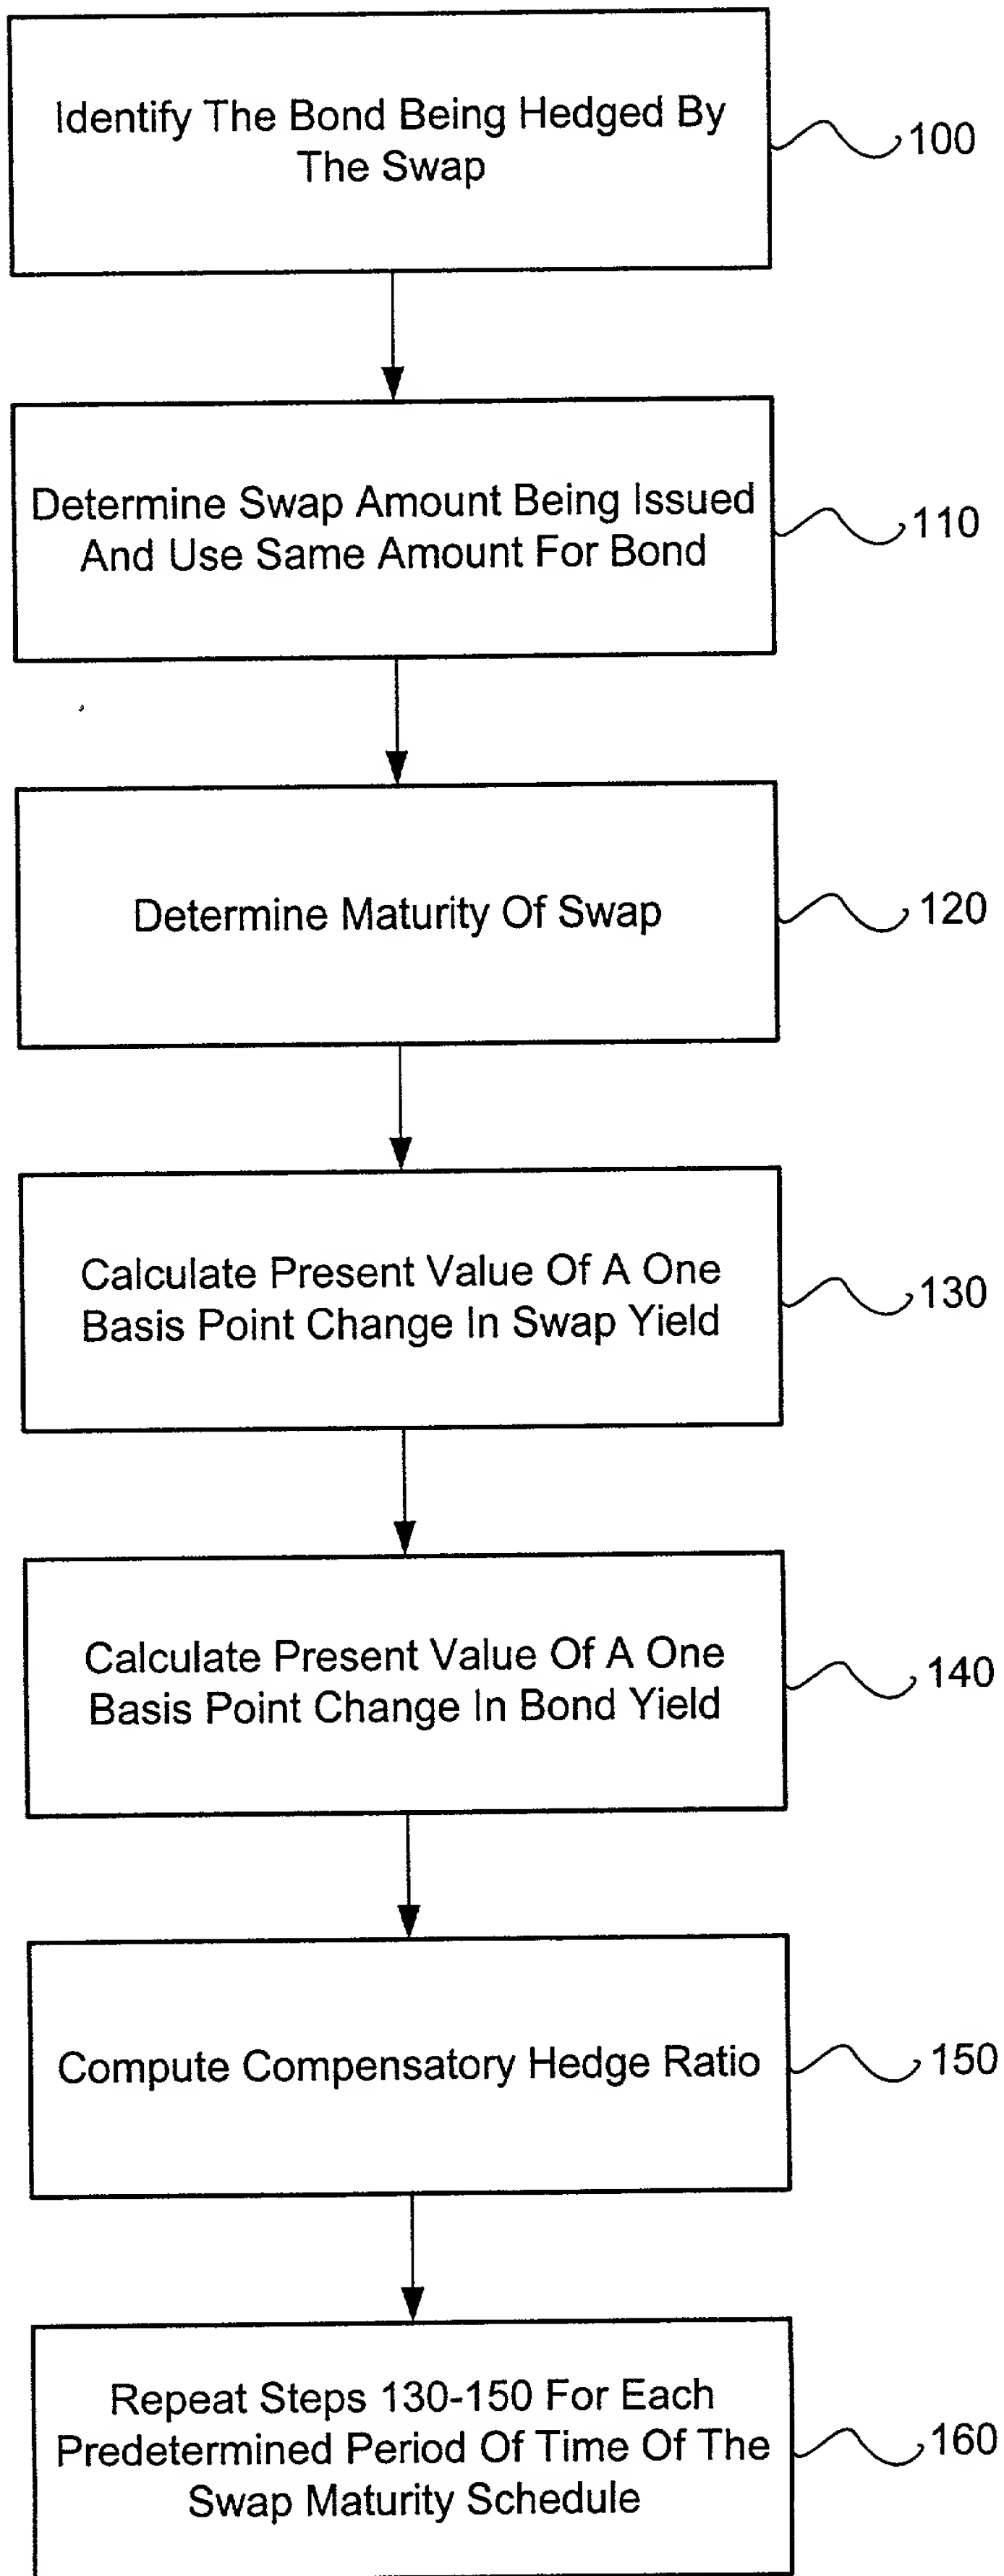 Identify The Bond Being Hedged By
The Swap
100
Determine Swap Amount Being Issued
And Use Same Amount For Bond
110
Determine Maturity Of Swap
120
Calculate Present Value Of A One
Basis Point Change In Swap Yield
130
Calculate Present Value Of A One
Basis Point Change In Bond Yield
140
Compute Compensatory Hedge Ratio
150
Repeat Steps 130-150 For Each
Predetermined Period Of Time Of The
Swap Maturity Schedule
160